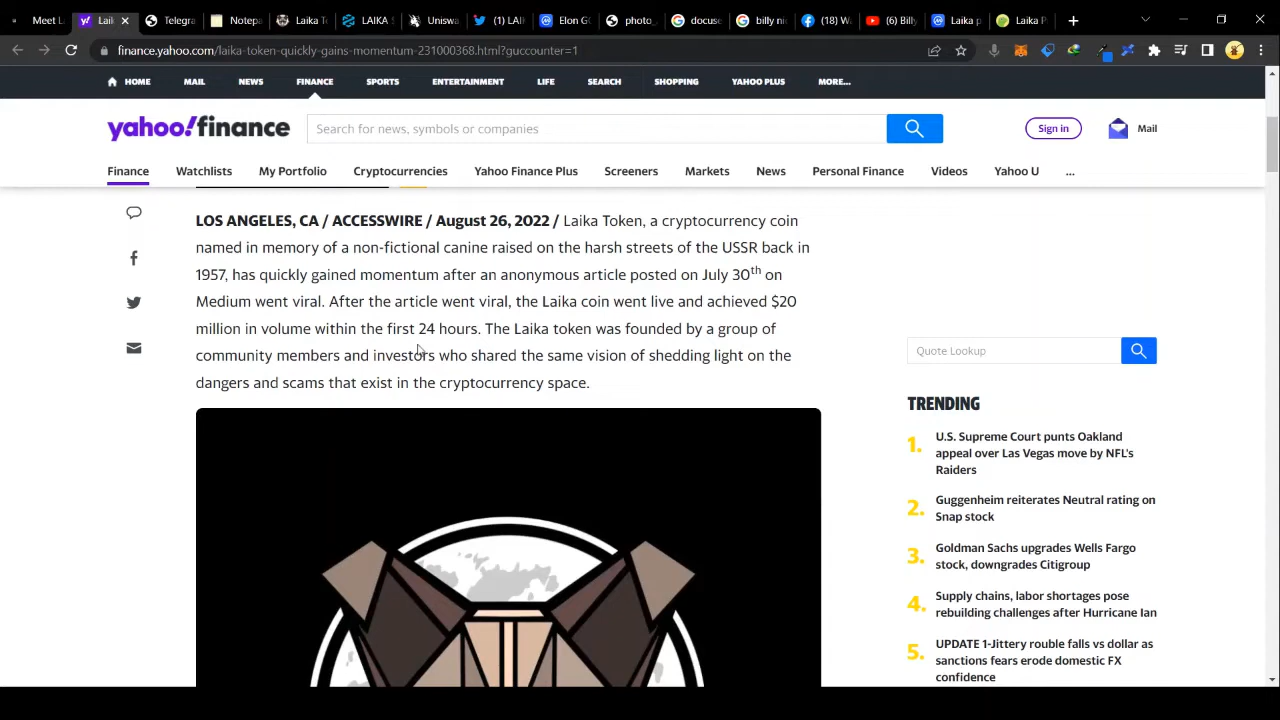 Meet L
Laik
Telegra
Notepa
Laika To
LAIKA S
Uniswa
(1) LAI
Elon GO
photo_
docuse
billy ni
(18) Wa
(6) Billy
Laika p
Laika P
finance.yahoo.com/laika-token-quickly-gains-momentum-231000368.html?guccounter=1
HOME MAIL NEWS FINANCE SPORTS ENTERTAINMENT LIFE SEARCH SHOPPING YAHOO PLUS MORE...
yahoo!finance
Search for news, symbols or companies
Sign in
Mail
Finance Watchlists My Portfolio Cryptocurrencies Yahoo Finance Plus Screeners Markets News Personal Finance Videos Yahoo U ...
LOS ANGELES, CA / ACCESSWIRE / August 26, 2022 / Laika Token, a cryptocurrency coin
named in memory of a non-fictional canine raised on the harsh streets of the USSR back in
1957, has quickly gained momentum after an anonymous article posted on July 30th on
Medium went viral. After the article went viral, the Laika coin went live and achieved $20
million in volume within the first 24 hours. The Laika token was founded by a group of
community members and investors who shared the same vision of shedding light on the
dangers and scams that exist in the cryptocurrency space.
Quote Lookup
TRENDING
1. U.S. Supreme Court punts Oakland
appeal over Las Vegas move by NFL's
Raiders
2. Guggenheim reiterates Neutral rating on
Snap stock
3. Goldman Sachs upgrades Wells Fargo
stock, downgrades Citigroup
4. Supply chains, labor shortages pose
rebuilding challenges after Hurricane Ian
5. UPDATE 1-Jittery rouble falls vs dollar as
sanctions fears erode domestic FX
confidence